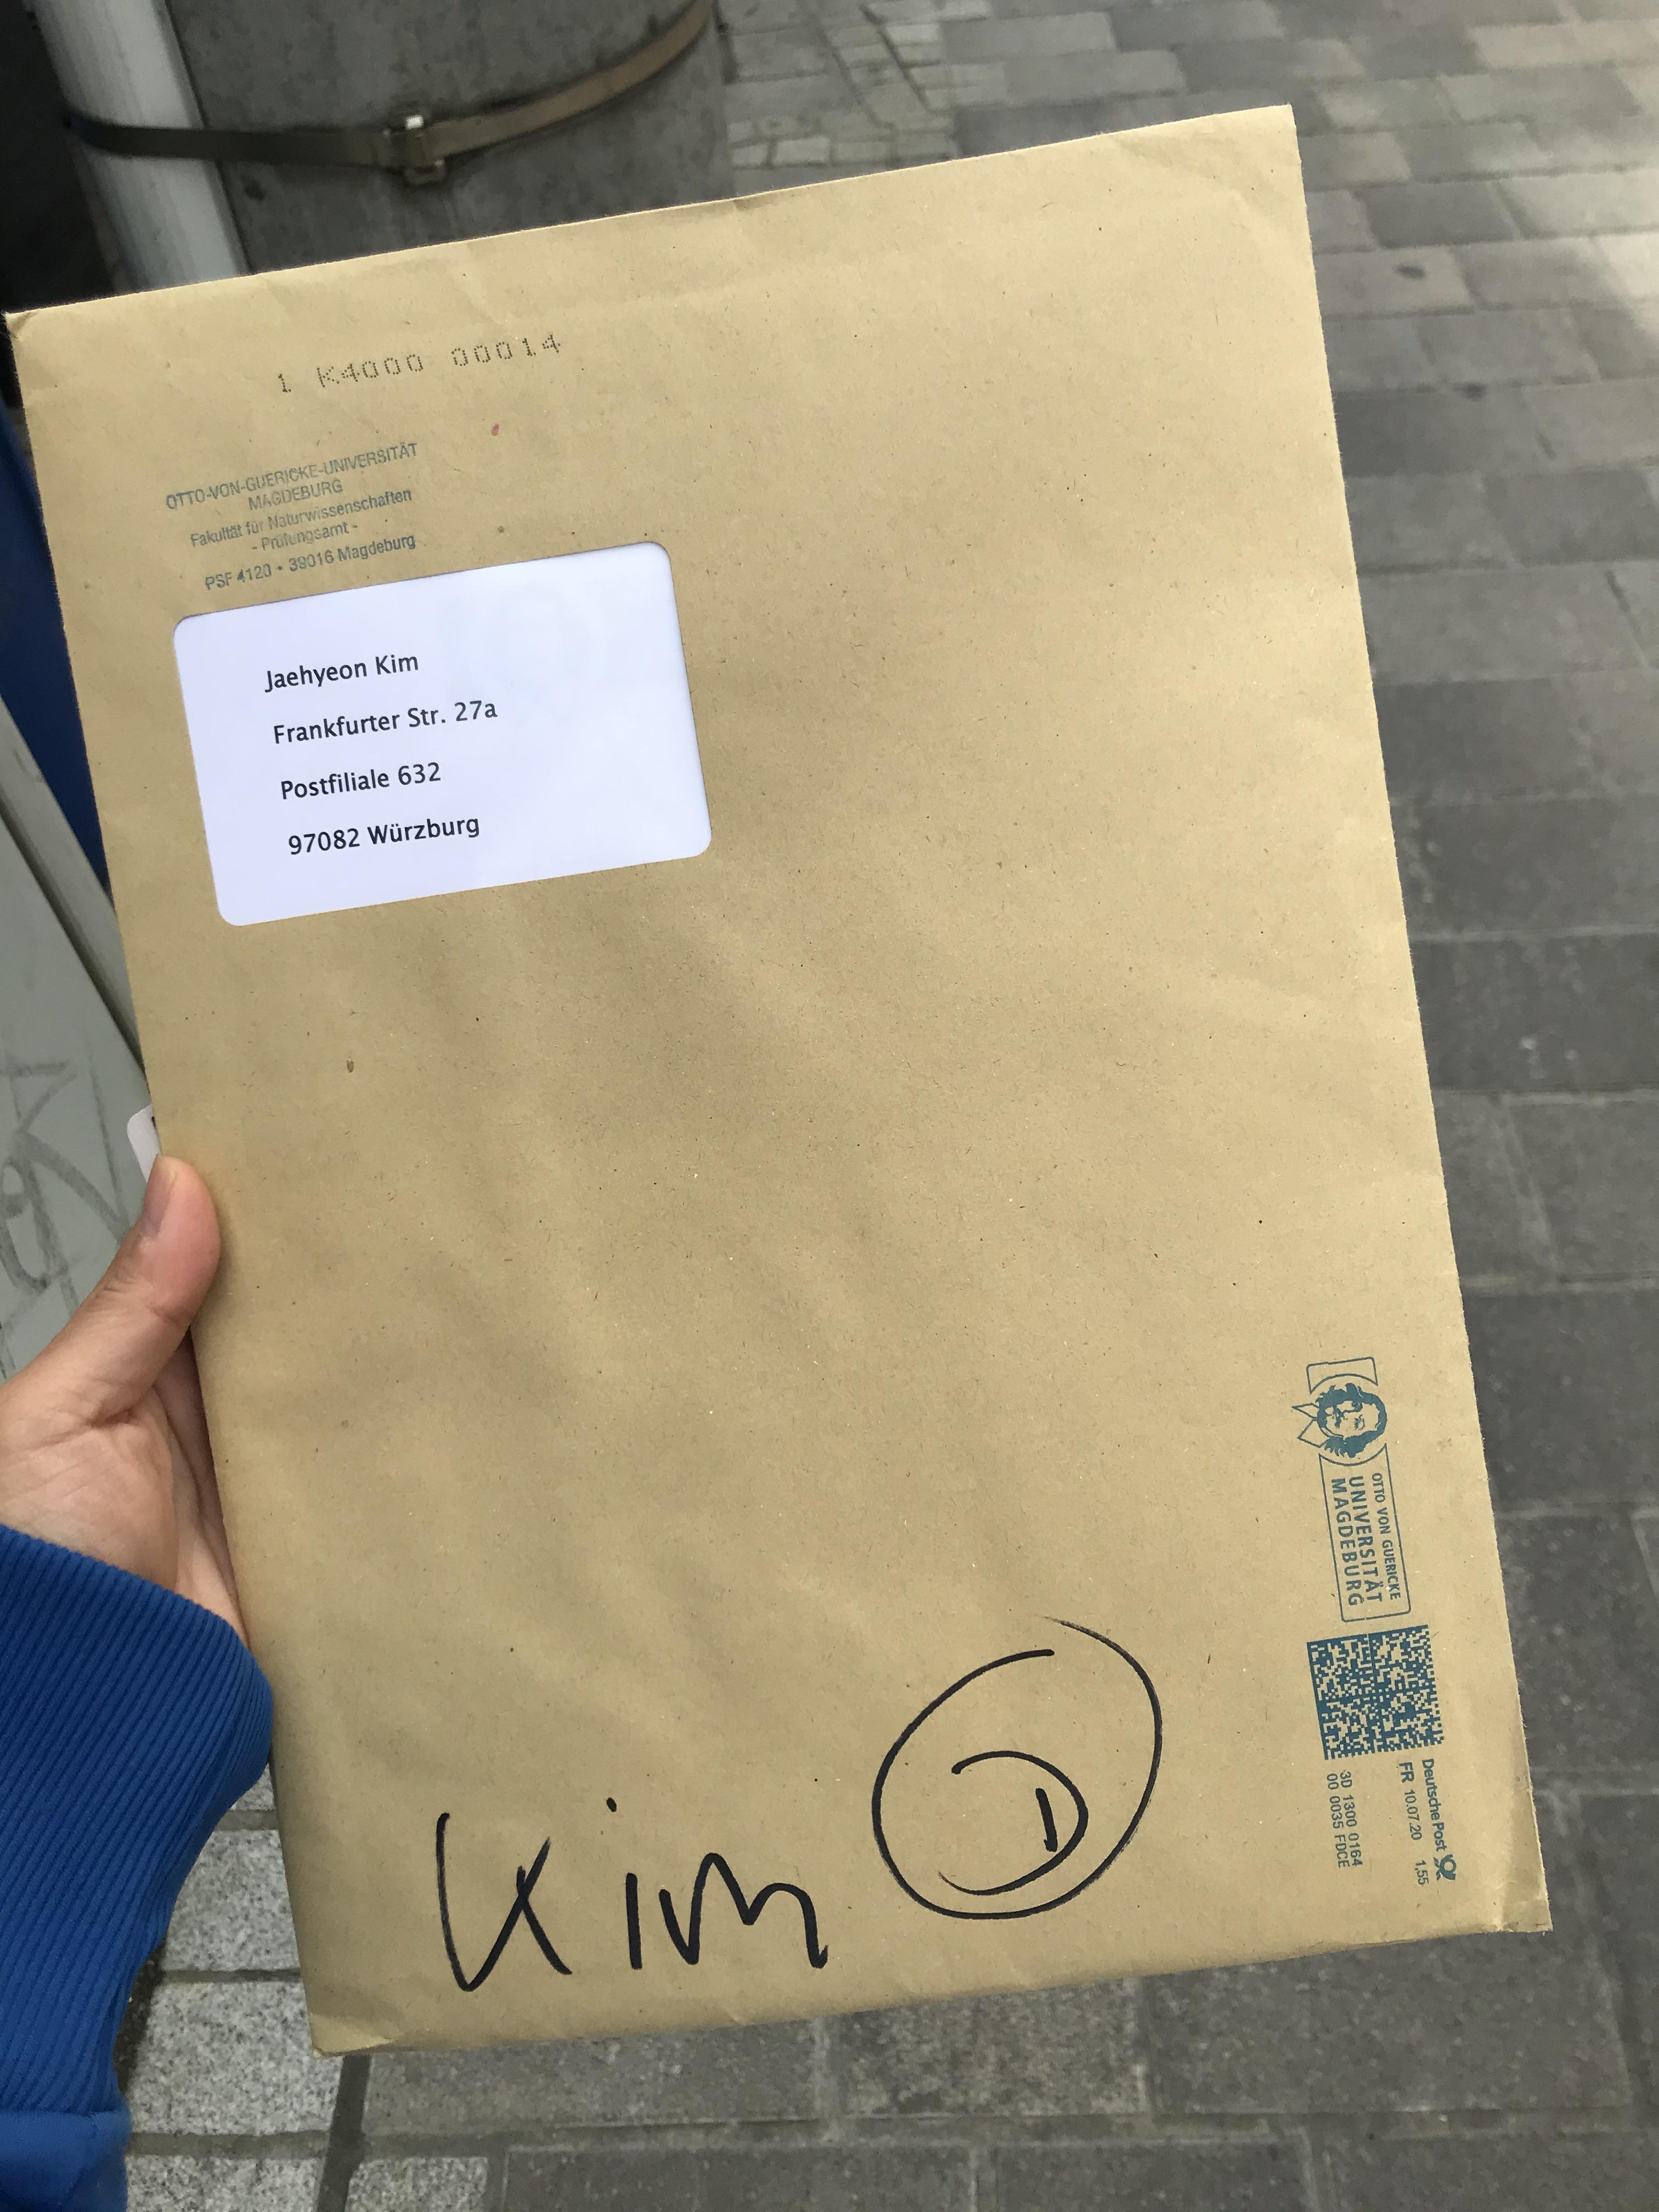 1 K4000 00014
OTTO-VON-GUERICKE-UNIVERSITÄT
MAGDEBURG
Fakultät für Naturwissenschaften
- Prüfungsamt -
PSF 4120 • 39016 Magdeburg
Jaehyeon Kim
Frankfurter Str. 27a
Postfiliale 632
97082 Würzburg
OTTO VON GUERICKE
UNIVERSITÄT
MAGDEBURG
Deutsche Post
FR 10.07.20 1,55
3D 1300 0164
00 0035 FDCE
Kim